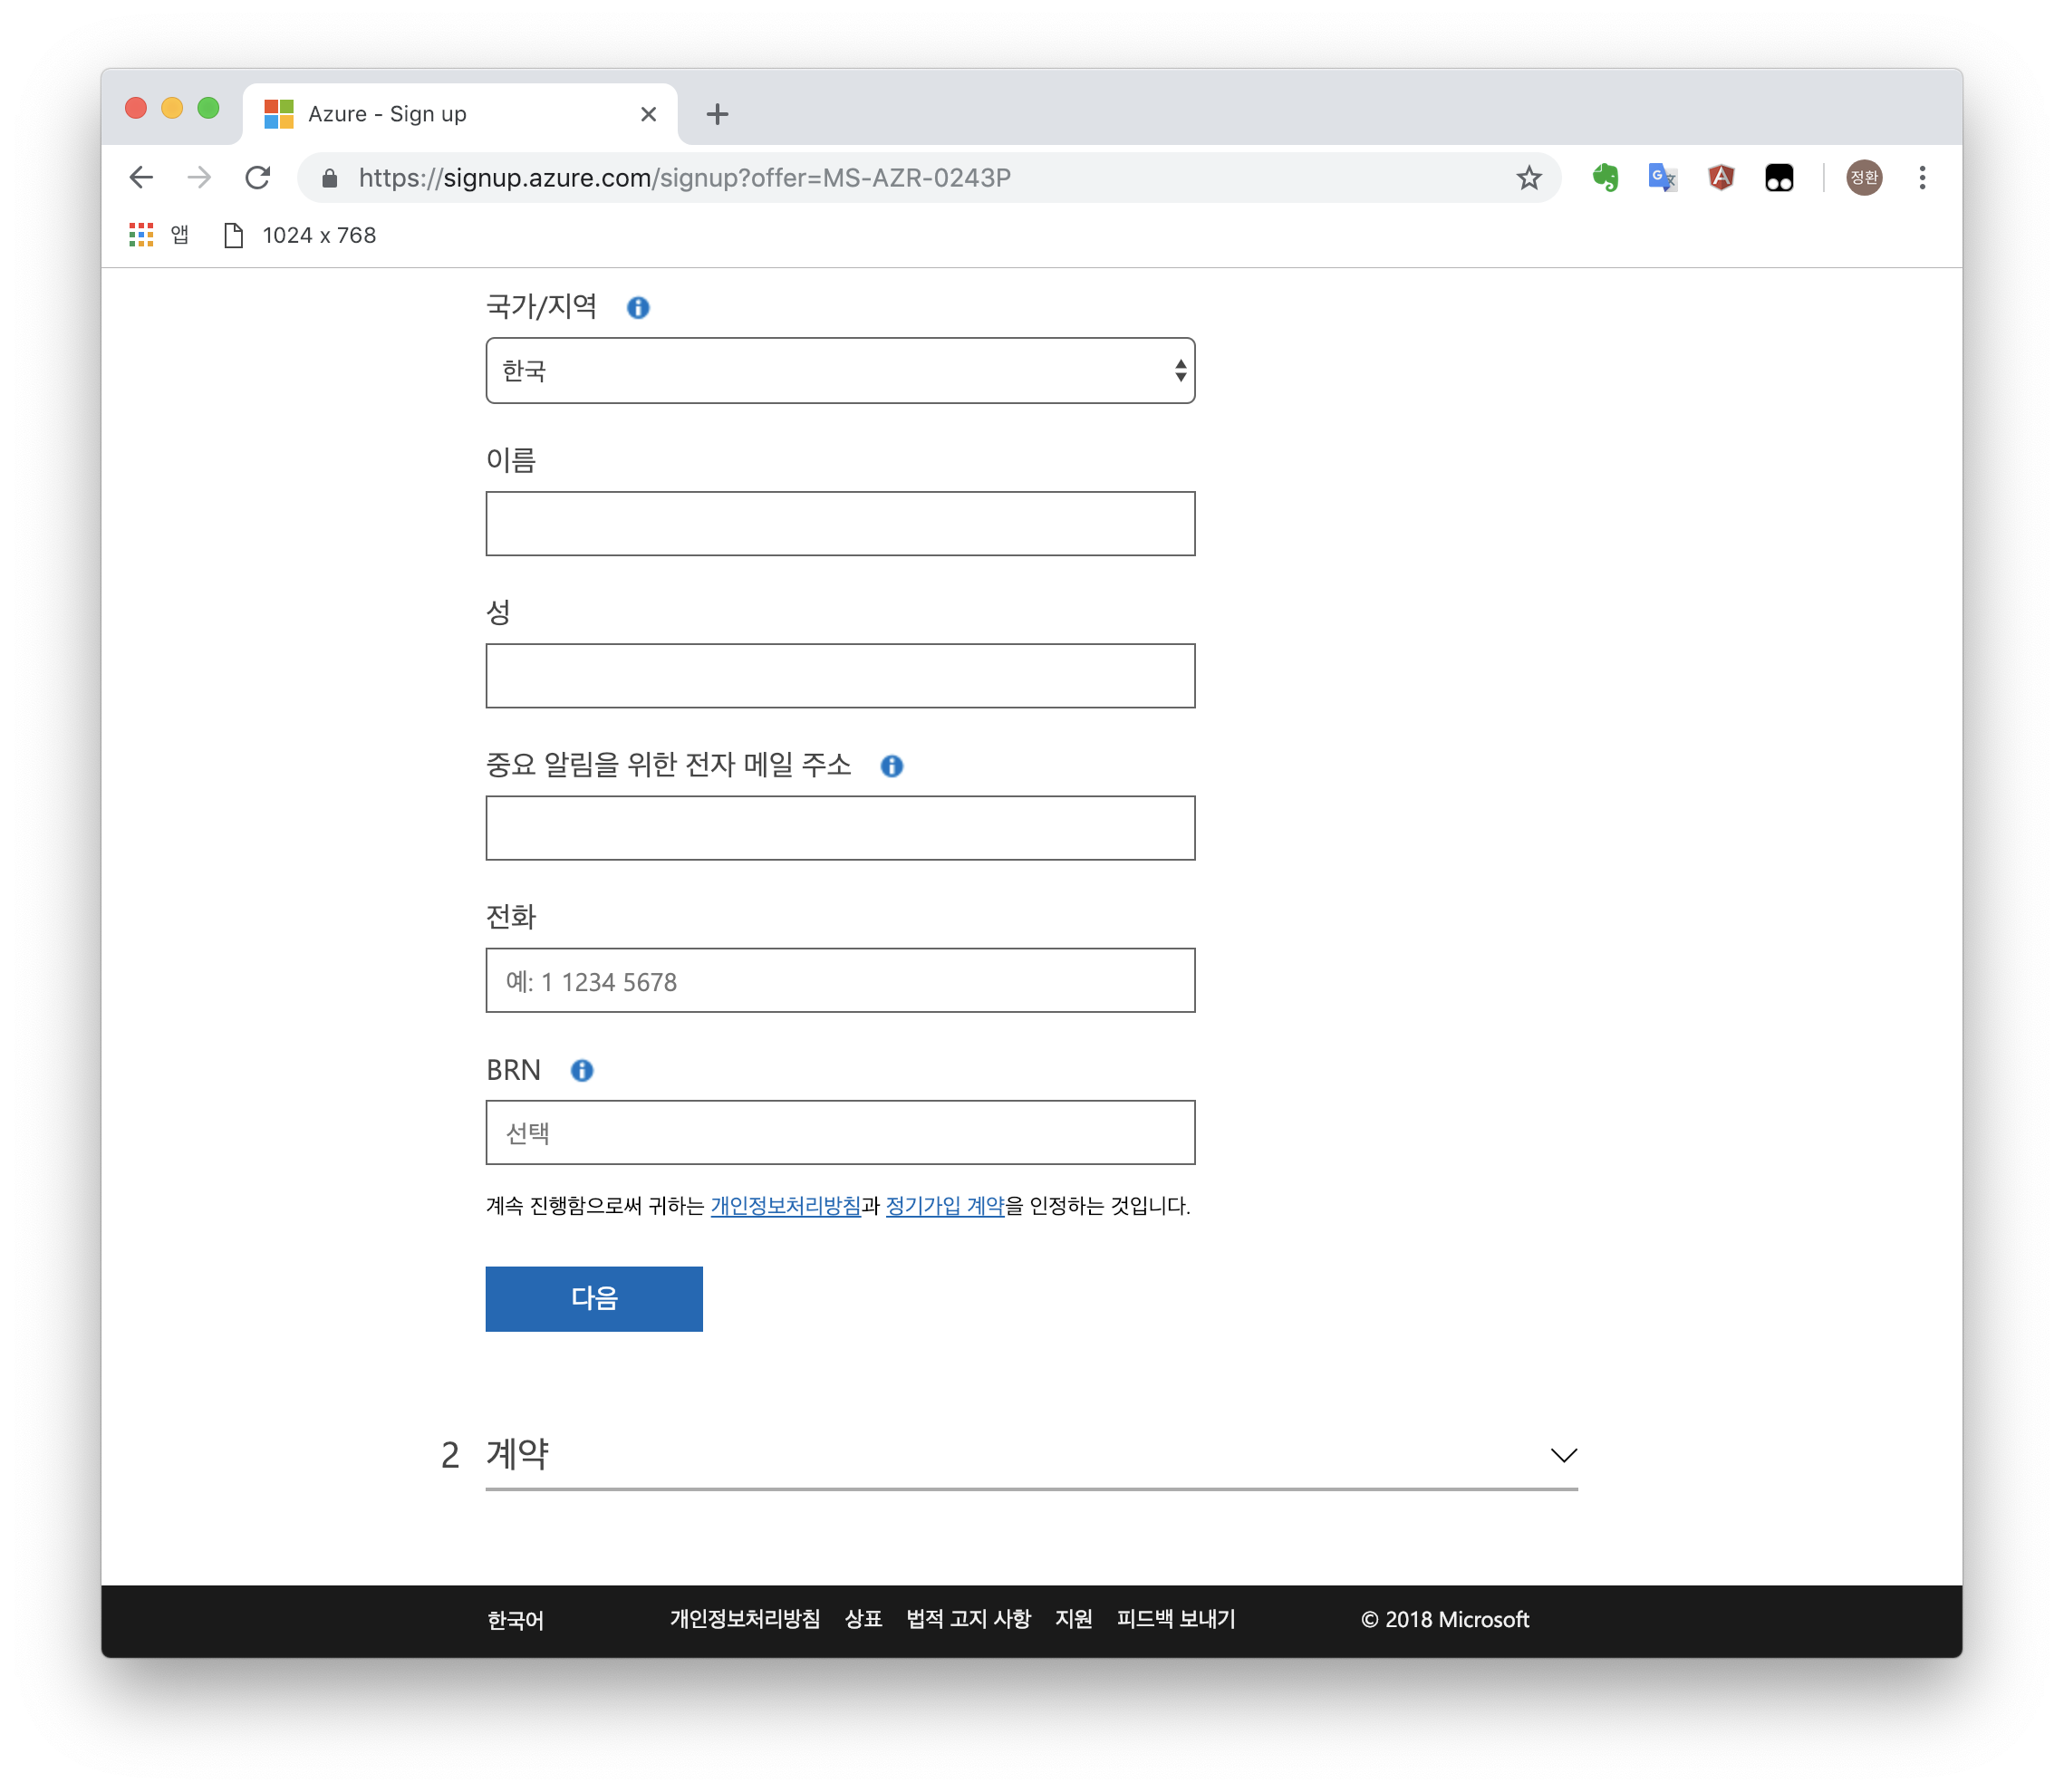 Azure - Sign up
https://signup.azure.com/signup?offer=MS-AZR-0243P
정환
앱 1024 x 768
국가/지역
한국
이름
성
중요 알림을 위한 전자 메일 주소
전화
예: 1 1234 5678
BRN
선택
계속 진행함으로써 귀하는 개인정보처리방침과 정기가입 계약을 인정하는 것입니다.
다음
2 계약
한국어 개인정보처리방침 상표 법적 고지 사항 지원 피드백 보내기 © 2018 Microsoft